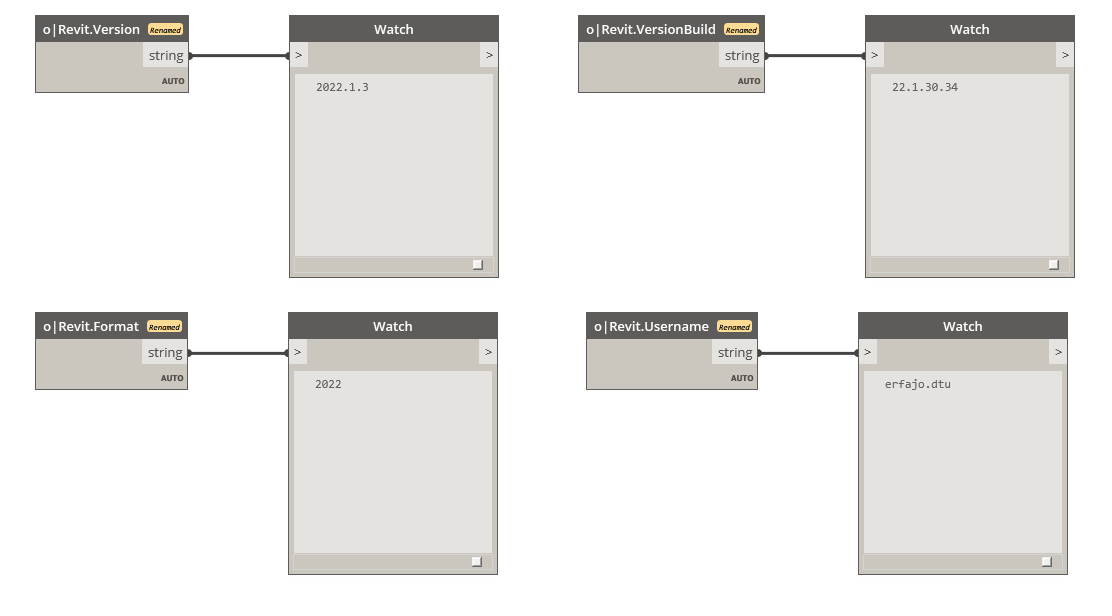 o|Revit.Version Renamed
string
AUTO
Watch
> >
2022.1.3
o|Revit.VersionBuild Renamed
string
AUTO
Watch
> >
22.1.30.34
o|Revit.Format Renamed
string
AUTO
Watch
> >
2022
o|Revit.Username Renamed
string
AUTO
Watch
> >
erfajo.dtu